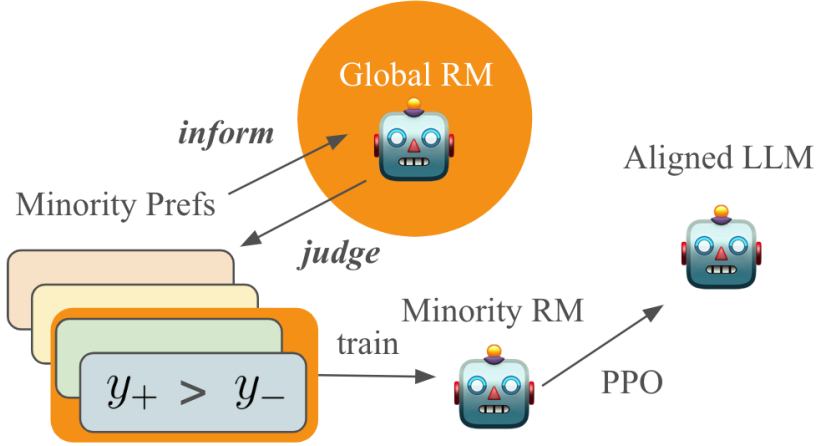 Global RM
inform
Aligned LLM
Minority Prefs
judge
Minority RM
train
y+ > y−
PPO